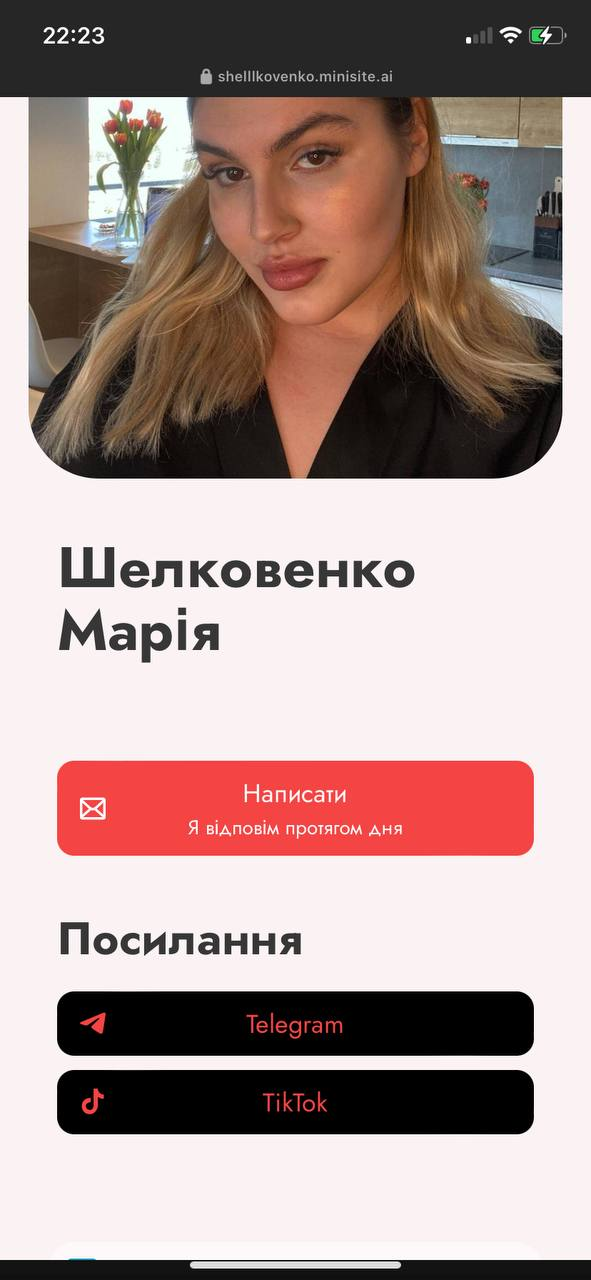 22:23
shelllkovenko.minisite.ai
Шелковенко
Марія
Написати
Я відповім протягом дня
Посилання
Telegram
TikTok